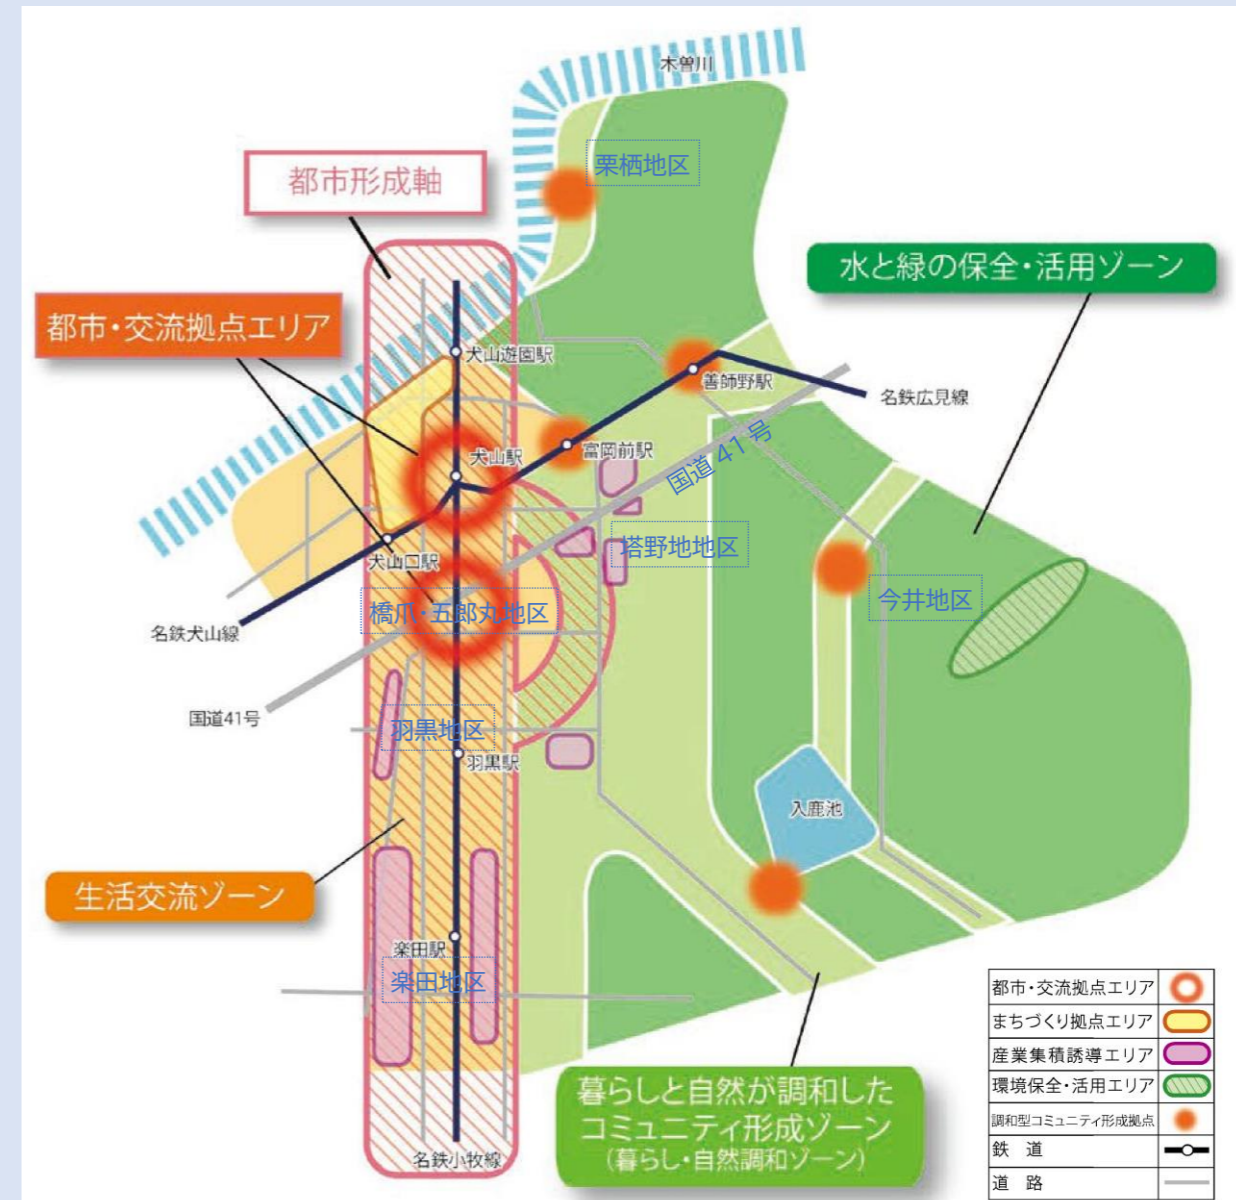 木曽川
栗栖地区
都市形成軸
水と緑の保全・活用ゾーン
都市・交流拠点エリア
犬山遊園駅
善師野駅
名鉄広見線
犬山駅
富岡前駅
国道41号
塔野地地区
犬山口駅
今井地区
橋爪・五郎丸地区
名鉄犬山線
国道41号
羽黒地区
羽黒駅
入鹿池
生活交流ゾーン
楽田駅
楽田地区
暮らしと自然が調和した
コミュニティ形成ゾーン
(暮らし・自然調和ゾーン)
名鉄小牧線
都市・交流拠点エリア
まちづくり拠点エリア
産業集積誘導エリア
環境保全・活用エリア
調和型コミュニティ形成拠点
鉄 道
道 路